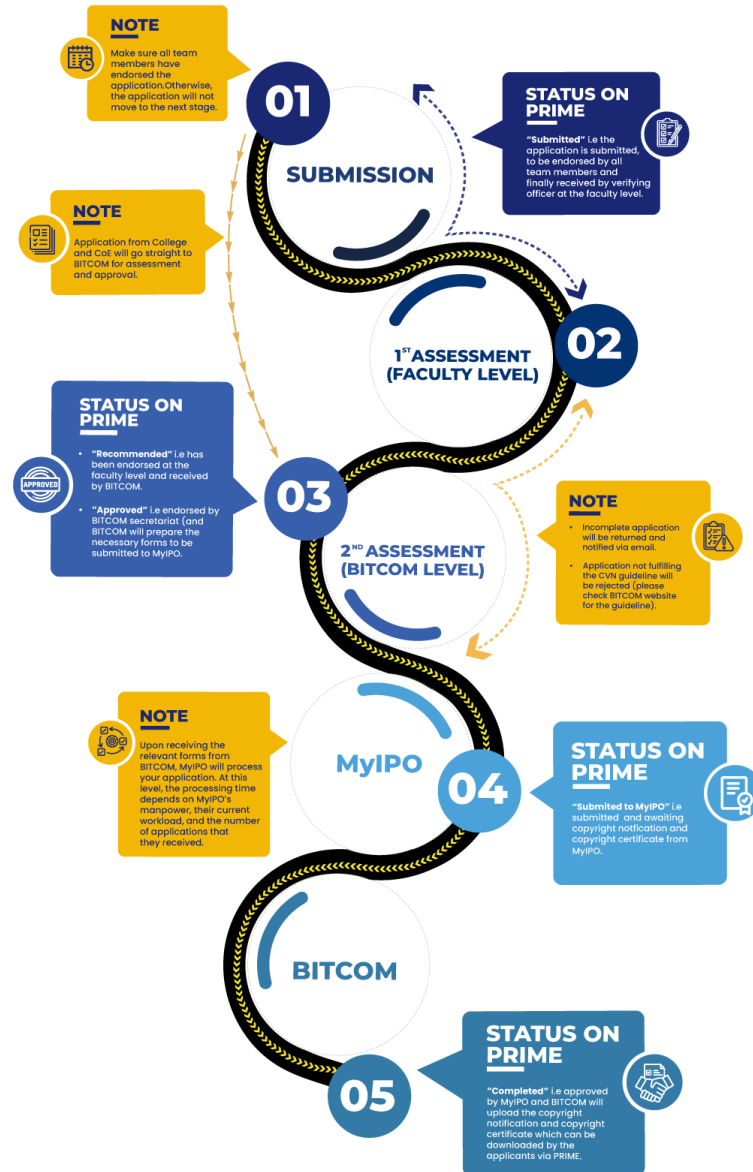 NOTE
Make sure all team
members have
endorsed the
application.Otherwise,
the application will not
move to the next stage.
01
SUBMISSION
STATUS ON
PRIME
“Submitted” i.e the
application is submitted,
to be endorsed by all
team members and
finally received by verifying
officer at the faculty level.
NOTE
Application from College
and CoE will go straight to
BITCOM for assessment
and approval.
02
1ST ASSESSMENT
(FACULTY LEVEL)
STATUS ON
PRIME
• “Recommended” i.e has
been endorsed at the
faculty level and received
by BITCOM.
• “Approved” i.e endorsed by
BITCOM secretariat (and
BITCOM will prepare the
necessary forms to be
submitted to MyIPO.
APPROVED
03
2ND ASSESSMENT
(BITCOM LEVEL)
NOTE
• Incomplete application
will be returned and
notified via email.
• Application not fulfilling
the CVN guideline will
be rejected (please
check BITCOM website
for the guideline).
NOTE
Upon receiving the
relevant forms from
BITCOM, MyIPO will process
your application. At this
level, the processing time
depends on MyIPO’s
manpower, their current
workload, and the number
of applications that
they received.
MyIPO
04
STATUS ON
PRIME
“Submited to MyIPO” i.e
submitted and awaiting
copyright notfication and
copyright certificate from
MyIPO.
BITCOM
05
STATUS ON
PRIME
“Completed” i.e approved
by MyIPO and BITCOM will
upload the copyright
notification and copyright
certificate which can be
downloaded by the
applicants via PRIME.